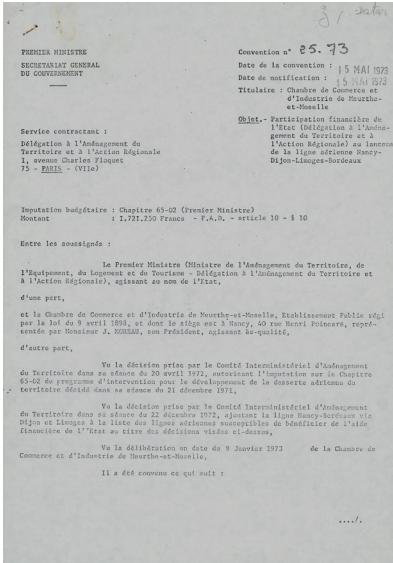 PREMIER MINISTRE
SECRETARIAT GENERAL
DU GOUVERNEMENT
Convention n° 25.73
Date de la convention : 15 MAI 1973
Date de notification : 15 MAI 1973
Titulaire : Chambre de Commerce et
d'Industrie de Meurthe-
et-Moselle
Objet.- Participation financière de
l'Etat (Délégation à l'Aména-
gement du Territoire et à
l'Action Régionale) au lancement
de la ligne aérienne Nancy-
Dijon-Limoges-Bordeaux
Service contractant :
Délégation à l'Aménagement du
Territoire et à l'Action Régionale
1, avenue Charles Floquet
75 - PARIS - (VIIe)
Imputation budgétaire : Chapitre 65-02 (Premier Ministre)
Montant : 1.721.250 Francs - F.A.D. - article 10 - § 10
Entre les soussignés :
Le Premier Ministre (Ministre de l'Aménagement du Territoire, de
l'Equipement, du Logement et du Tourisme - Délégation à l'Aménagement du Territoire et
à l'Action Régionale), agissant au nom de l'Etat,
d'une part,
et la Chambre de Commerce et d'Industrie de Meurthe-et-Moselle, Etablissement Public régi
par la loi du 9 avril 1898, et dont le siège est à Nancy, 40 rue Henri Poincaré, repré-
sentée par Monsieur J. son Président, agissant ès-qualité,
d'autre part,
Vu la décision prise par le Comité Interministériel d'Aménagement
du Territoire dans sa séance du 20 avril 1972, autorisant l'imputation sur le Chapitre
65-02 du programme d'intervention pour le développement de la desserte aérienne du
territoire décidé dans sa séance du 21 décembre 1971,
Vu la décision prise par le Comité Interministériel d'Aménagement
du Territoire dans sa séance du 22 décembre 1972, ajoutant la ligne Nancy-Bordeaux via
Dijon et Limoges à la liste des lignes aériennes susceptibles de bénéficier de l'aide
financière de l'Etat au titre des décisions visées ci-dessus,
Vu la délibération en date du 9 Janvier 1973 de la Chambre de
Commerce et d'Industrie de Meurthe-et-Moselle,
Il a été convenu ce qui suit :
..../.